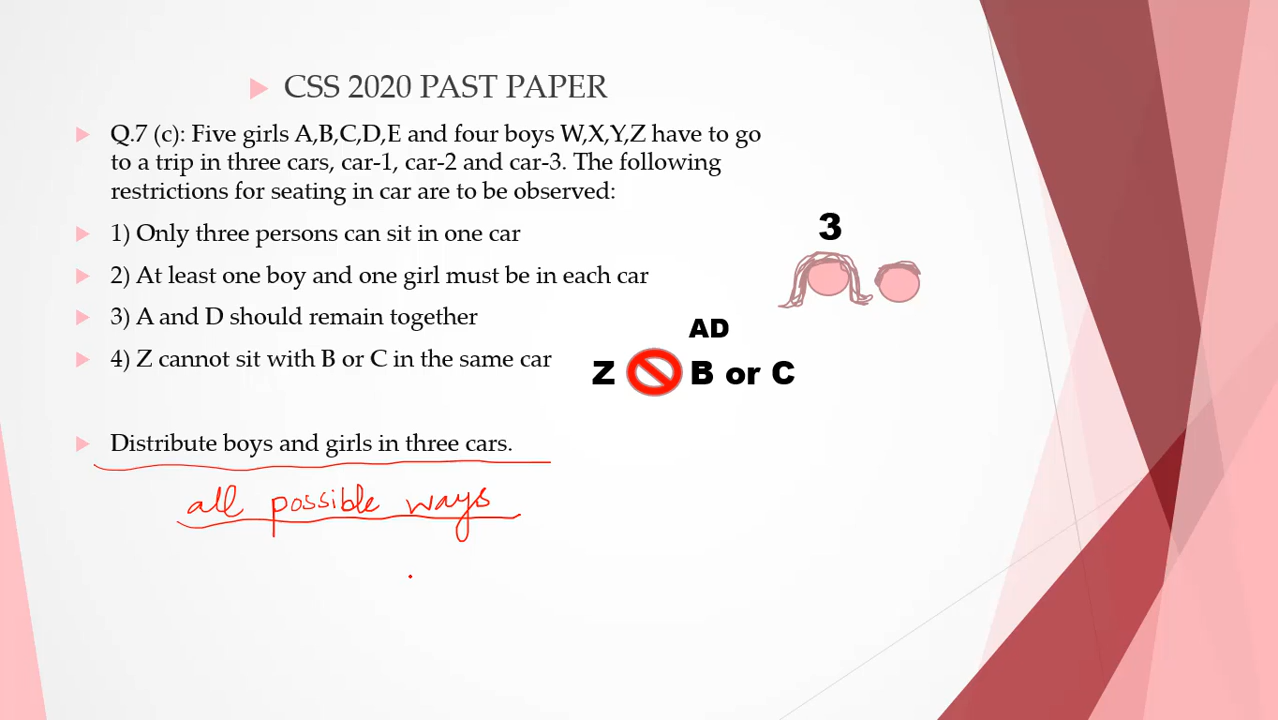 CSS 2020 PAST PAPER
Q.7 (c): Five girls A,B,C,D,E and four boys W,X,Y,Z have to go
to a trip in three cars, car-1, car-2 and car-3. The following
restrictions for seating in car are to be observed:
1) Only three persons can sit in one car
3
2) At least one boy and one girl must be in each car
3) A and D should remain together
AD
4) Z cannot sit with B or C in the same car
Z B or C
Distribute boys and girls in three cars.
all possible ways